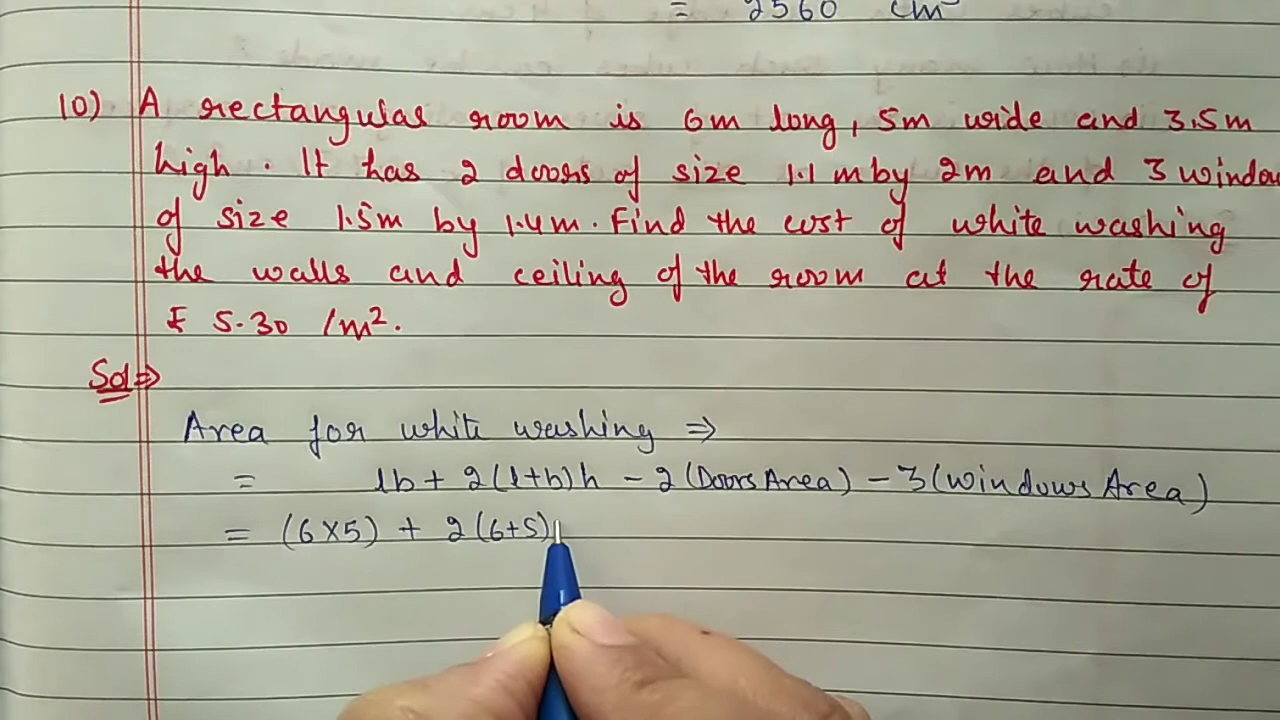 = 2560 cm³
10) A rectangular room is 6m long, 5m wide and 3.5m
high. It has 2 doors of size 1.1 m by 2m and 3 window
of size 1.5m by 1.4m. Find the cost of white washing
the walls and ceiling of the room at the rate of
₹ 5.30 /m².
Sol ⇒
Area for white washing ⇒
= lb + 2(l+b)h - 2(Doors Area) - 3(windows Area)
= (6×5) + 2(6+5)